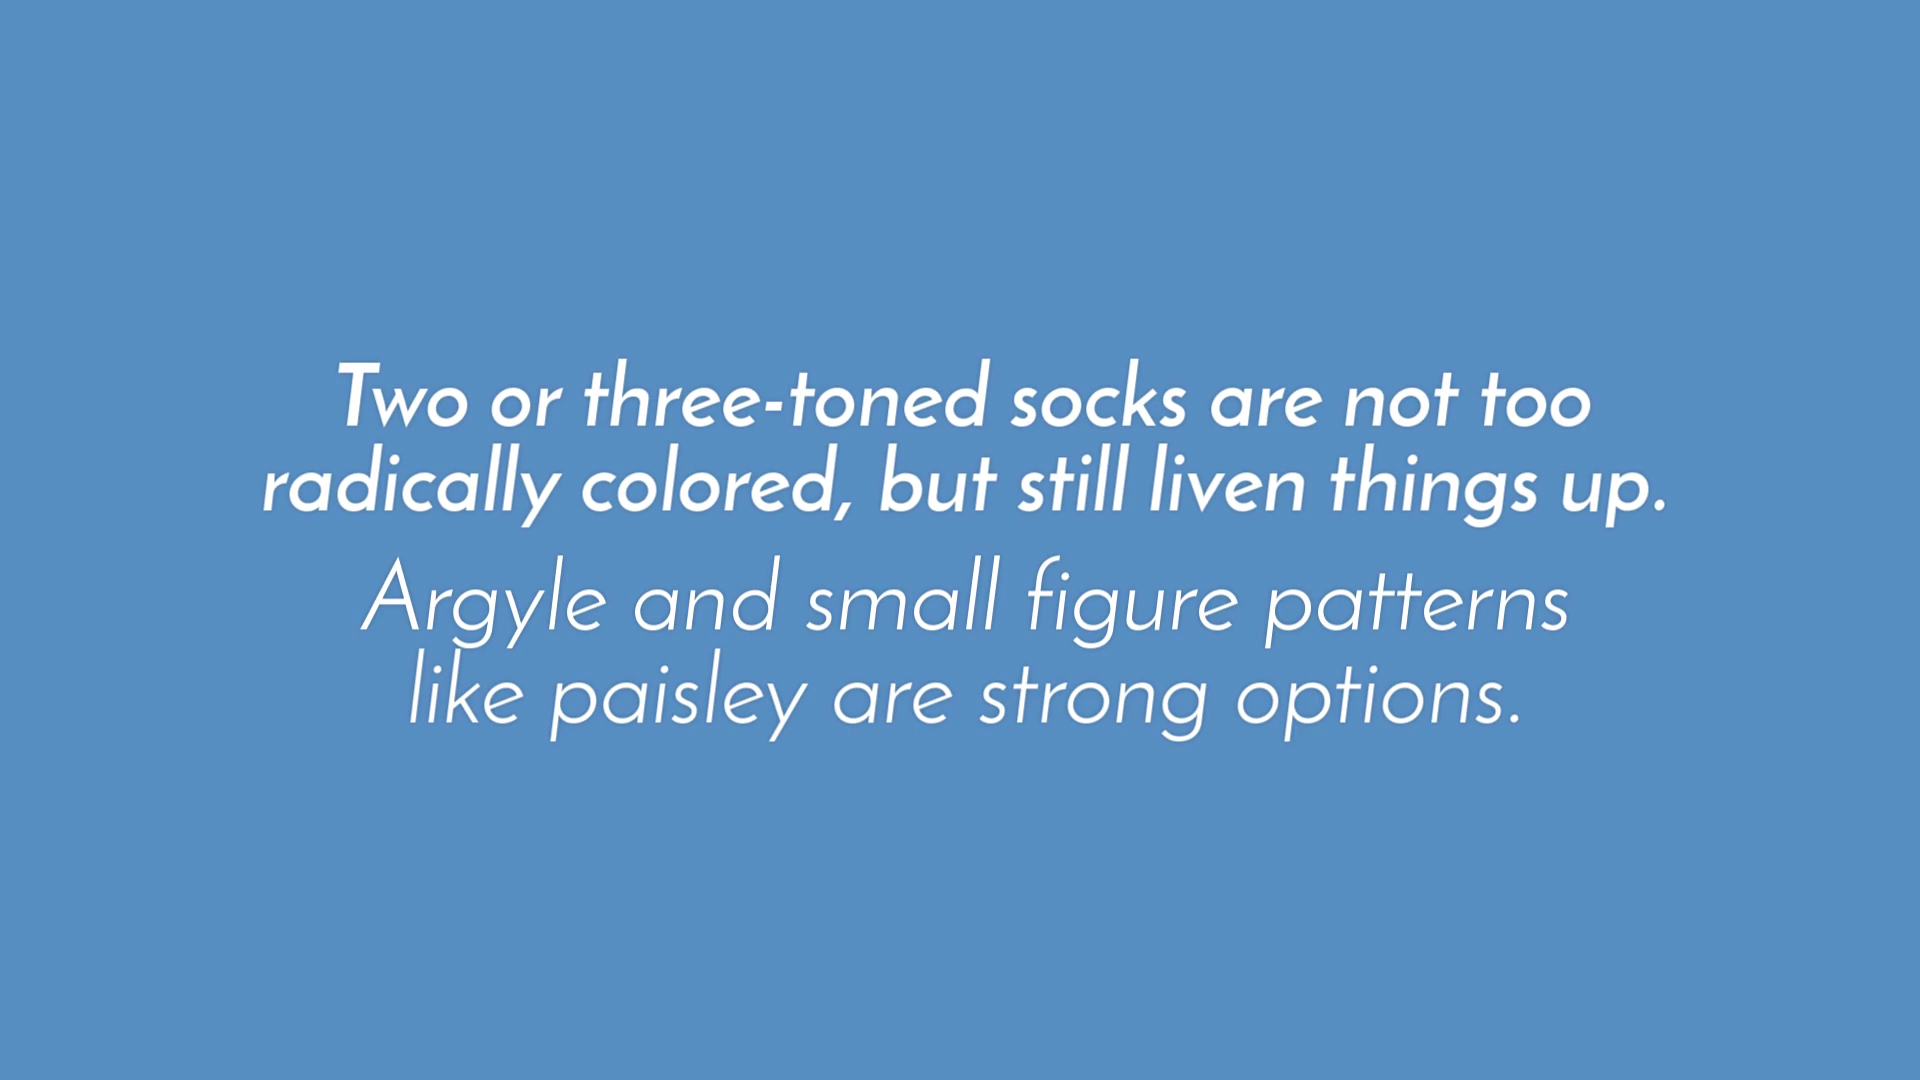 Two or three-toned socks are not too
radically colored, but still liven things up.
Argyle and small figure patterns
like paisley are strong options.